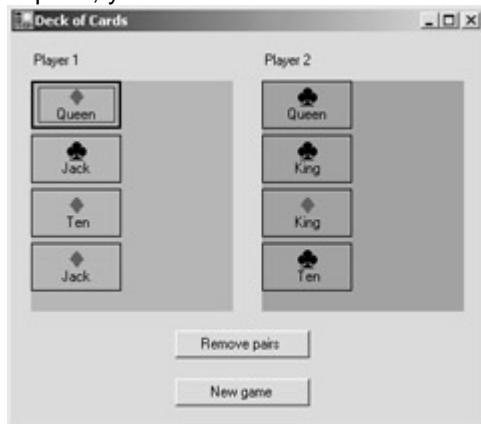 Deck of Cards
Player 1
Player 2
Queen
Jack
Ten
Jack
Queen
King
King
Ten
Remove pairs
New game